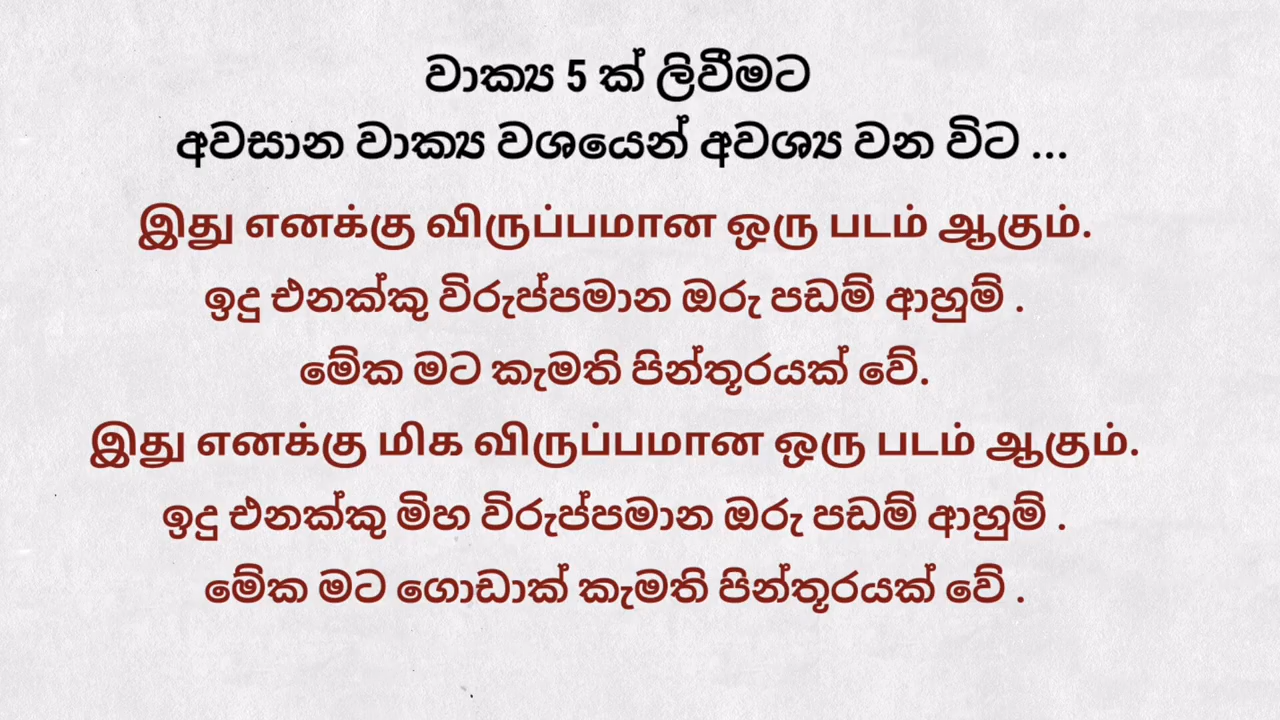 වාක්‍ය 5 ක් ලිවීමට
අවසාන වාක්‍ය වශයෙන් අවශ්‍ය වන විට ...
இது எனக்கு விருப்பமான ஒரு படம் ஆகும்.
ඉදු එනක්කු විරුප්පමාන ඔරු පඩම් ආහුම් .
මේක මට කැමති පින්තූරයක් වේ.
இது எனக்கு மிக விருப்பமான ஒரு படம் ஆகும்.
ඉදු එනක්කු මිහ විරුප්පමාන ඔරු පඩම් ආහුම් .
මේක මට ගොඩාක් කැමති පින්තූරයක් වේ .